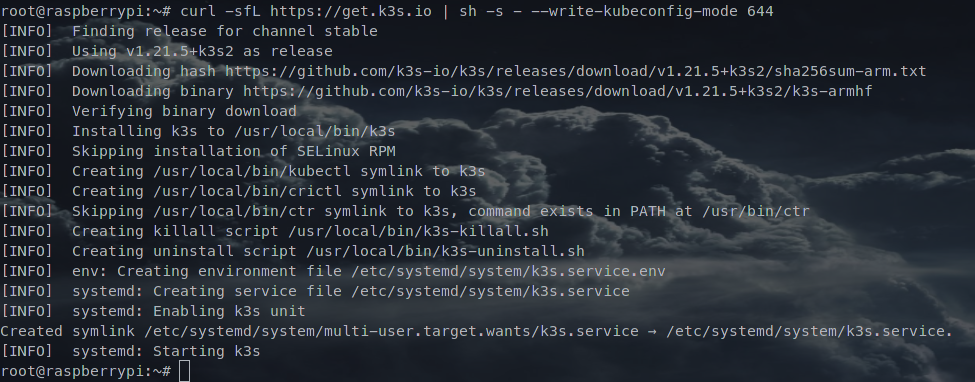 root@raspberrypi:~# curl -sfL https://get.k3s.io | sh -s - --write-kubeconfig-mode 644
[INFO]  Finding release for channel stable
[INFO]  Using v1.21.5+k3s2 as release
[INFO]  Downloading hash https://github.com/k3s-io/k3s/releases/download/v1.21.5+k3s2/sha256sum-arm.txt
[INFO]  Downloading binary https://github.com/k3s-io/k3s/releases/download/v1.21.5+k3s2/k3s-armhf
[INFO]  Verifying binary download
[INFO]  Installing k3s to /usr/local/bin/k3s
[INFO]  Skipping installation of SELinux RPM
[INFO]  Creating /usr/local/bin/kubectl symlink to k3s
[INFO]  Creating /usr/local/bin/crictl symlink to k3s
[INFO]  Skipping /usr/local/bin/ctr symlink to k3s, command exists in PATH at /usr/bin/ctr
[INFO]  Creating killall script /usr/local/bin/k3s-killall.sh
[INFO]  Creating uninstall script /usr/local/bin/k3s-uninstall.sh
[INFO]  env: Creating environment file /etc/systemd/system/k3s.service.env
[INFO]  systemd: Creating service file /etc/systemd/system/k3s.service
[INFO]  systemd: Enabling k3s unit
Created symlink /etc/systemd/system/multi-user.target.wants/k3s.service → /etc/systemd/system/k3s.service.
[INFO]  systemd: Starting k3s
root@raspberrypi:~#